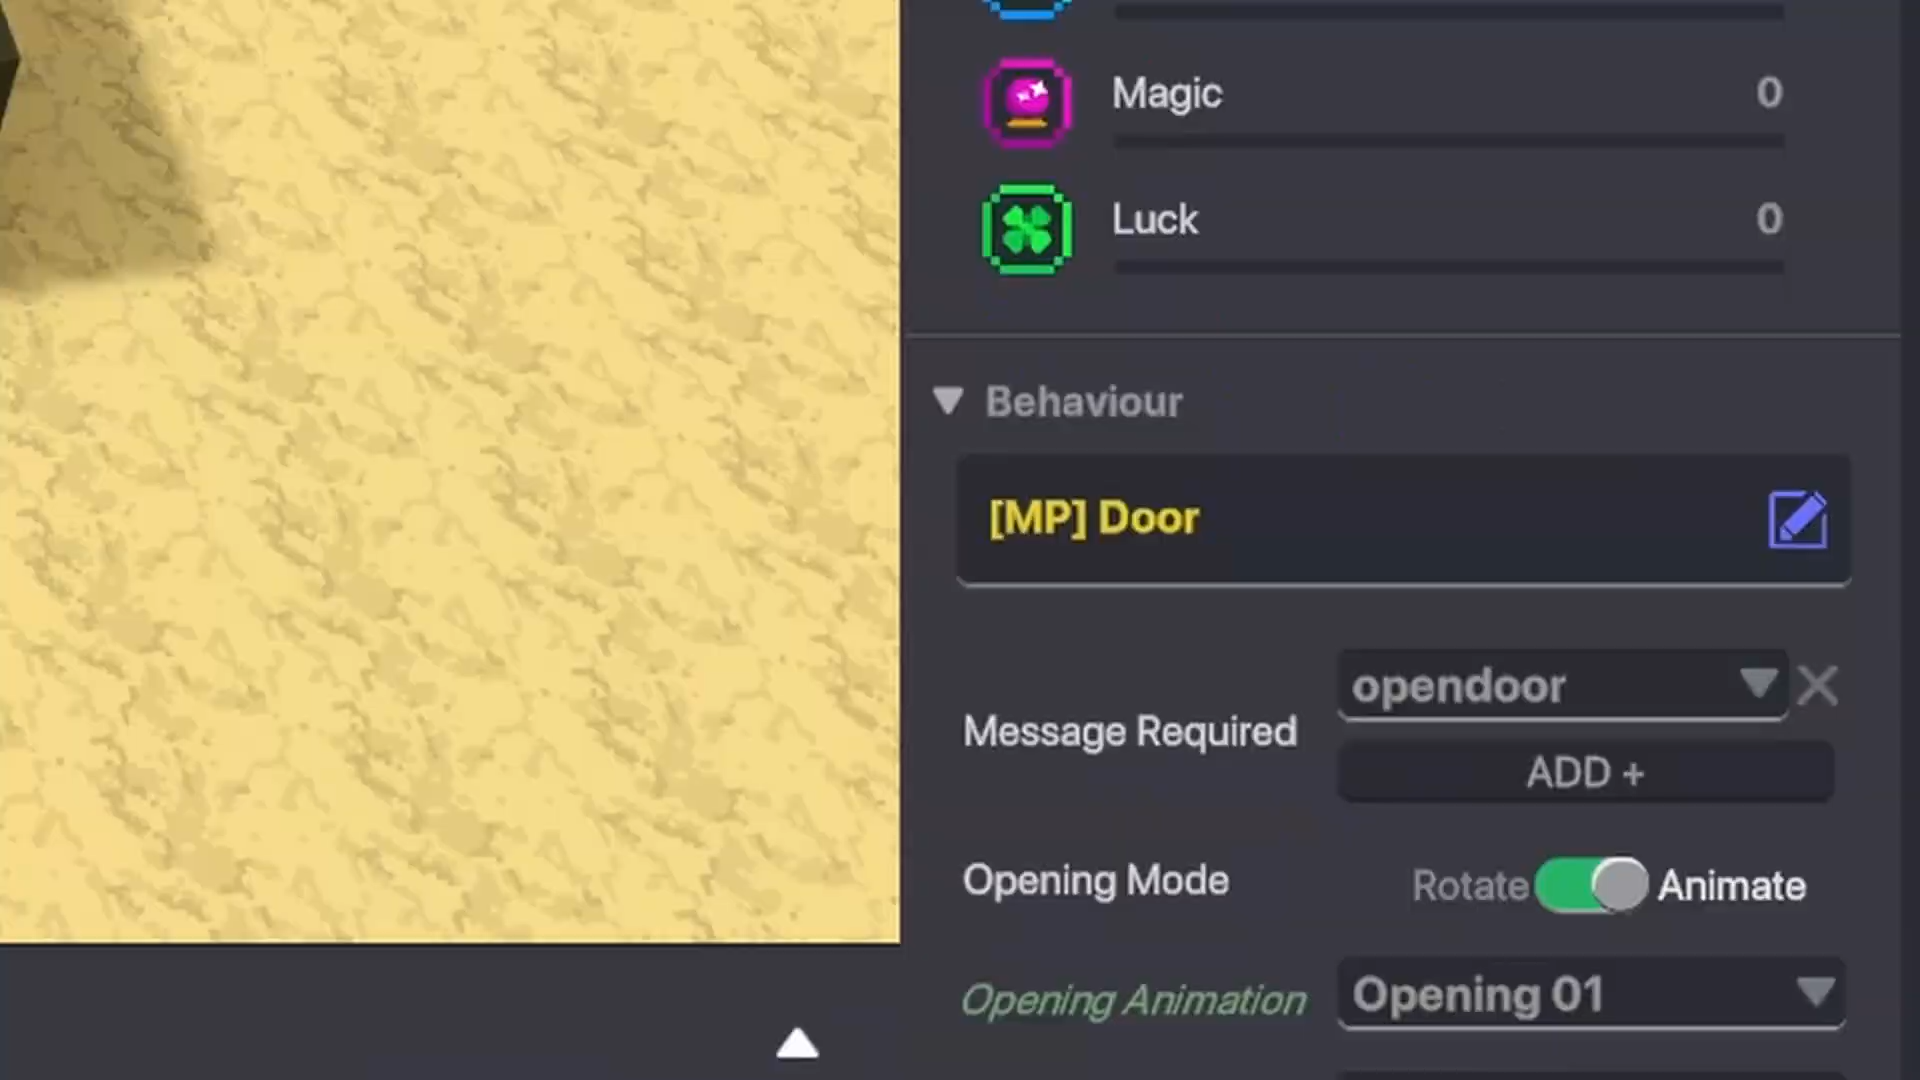 Magic 0
Luck 0
Behaviour
[MP] Door
Message Required
opendoor
ADD +
Opening Mode Rotate Animate
Opening Animation Opening 01